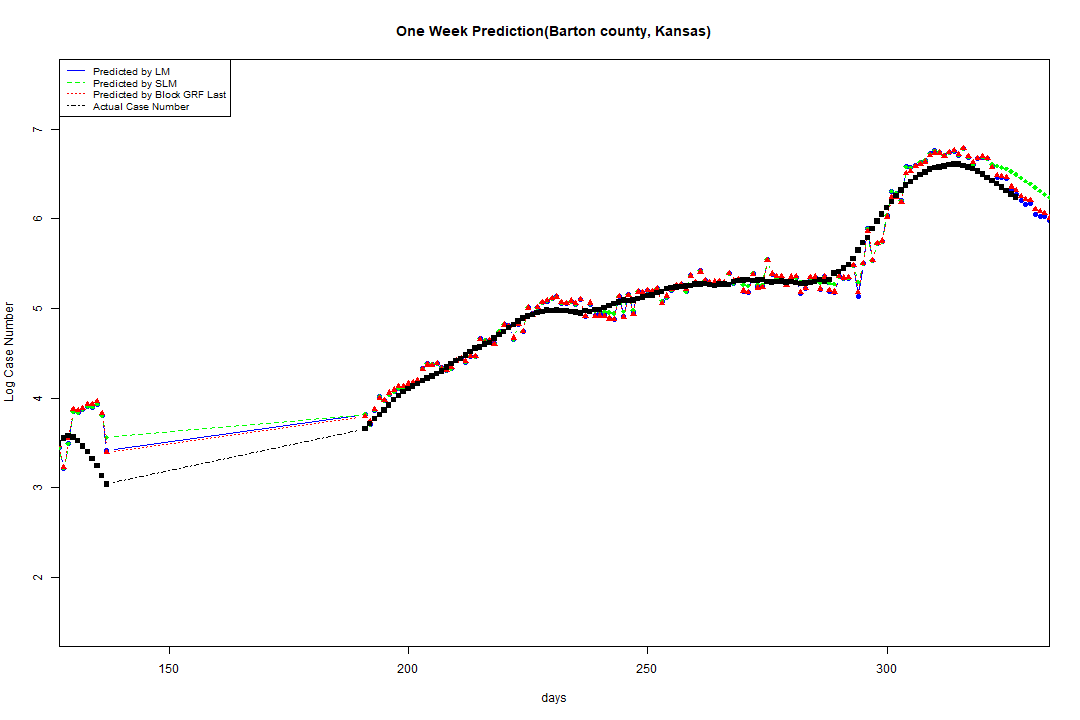 One Week Prediction(Barton county, Kansas)
Predicted by LM
Predicted by SLM
Predicted by Block GRF Last
Actual Case Number
7
6
5
4
3
2
Log Case Number
150 200 250 300
days